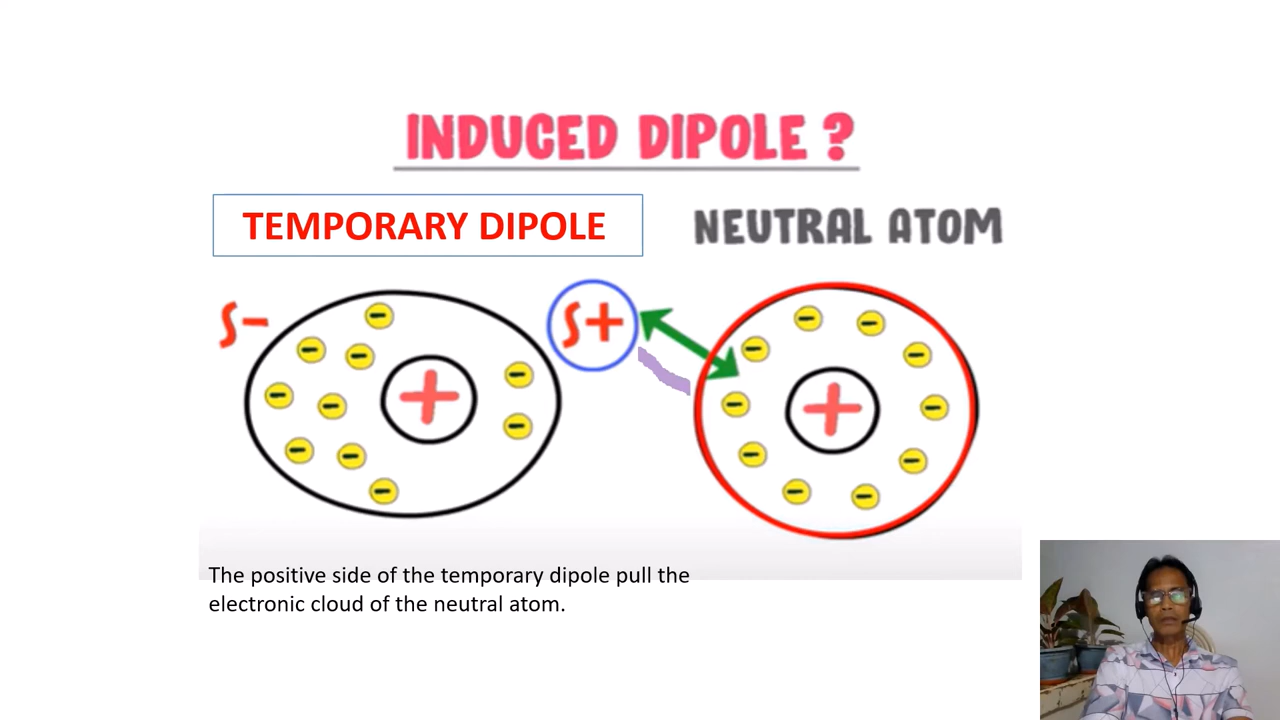 INDUCED DIPOLE ?
TEMPORARY DIPOLE
NEUTRAL ATOM
δ−
δ+
+
+
The positive side of the temporary dipole pull the
electronic cloud of the neutral atom.